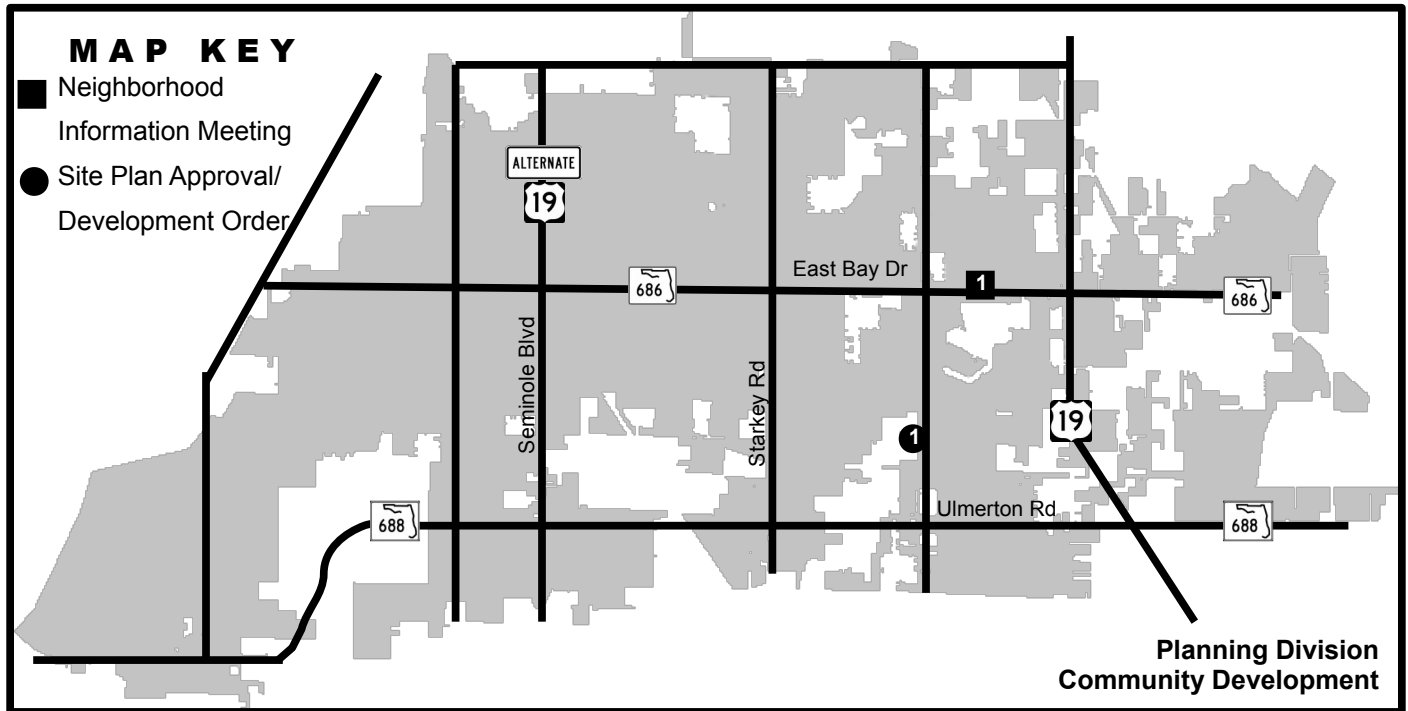 MAP KEY
Neighborhood
Information Meeting
Site Plan Approval/
Development Order
ALTERNATE
19
East Bay Dr
686
1
686
Seminole Blvd
Starkey Rd
19
1
688
Ulmerton Rd
688
Planning Division
Community Development